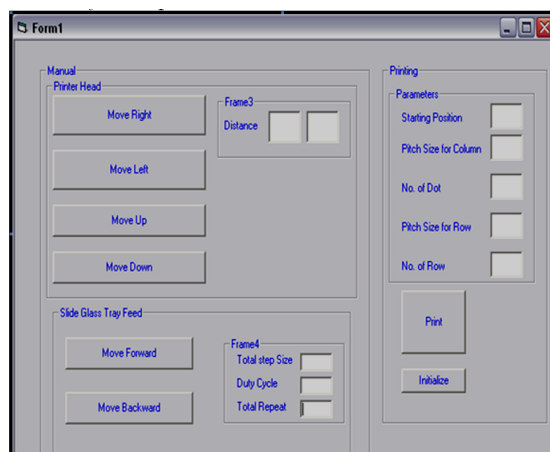 Form1
Manual
Printer Head
Move Right
Move Left
Move Up
Move Down
Frame3
Distance
Slide Glass Tray Feed
Move Forward
Move Backward
Frame4
Total step Size
Duty Cycle
Total Repeat
Printing
Parameters
Starting Position
Pitch Size for Column
No. of Dot
Pitch Size for Row
No. of Row
Print
Initialize